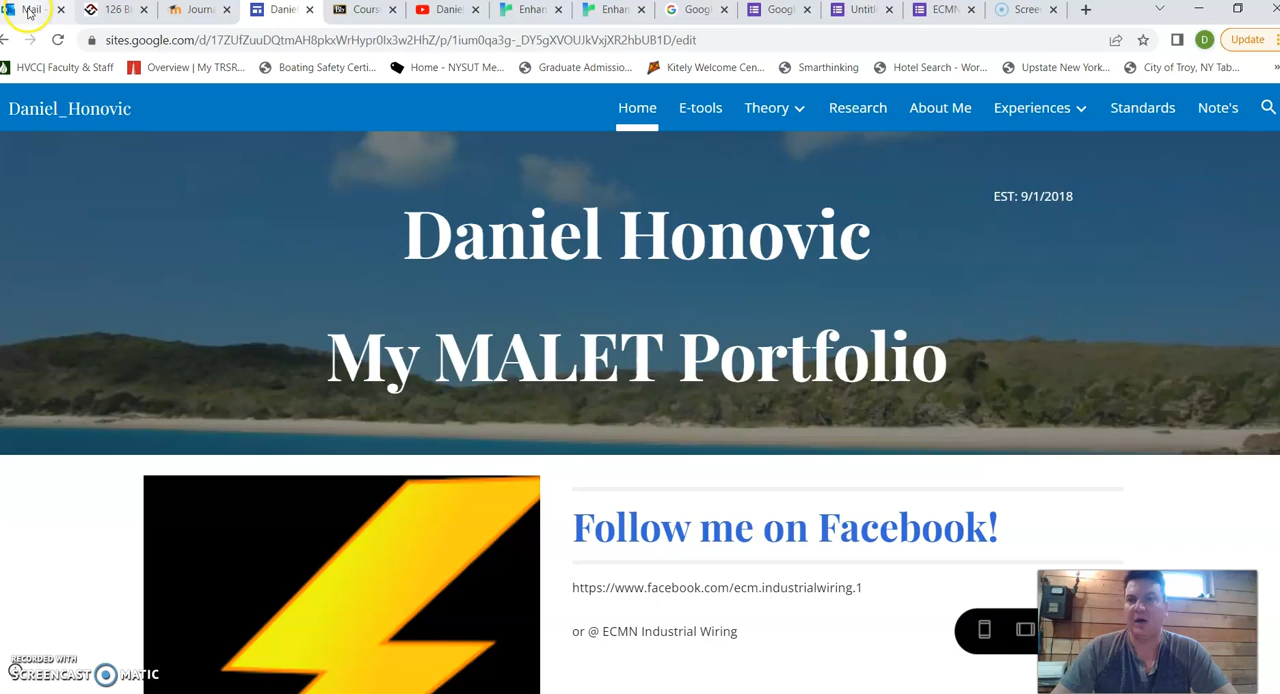 Mail - 126 Bl Journa Danie Cours Daniel Enhan Enhan Googl Googl Untitl ECMN Scree
sites.google.com/d/17ZUfZuuDQtmAH8pkxWrHypr0Ix3w2HhZ/p/1ium0qa3g-_DY5gXVOUJkVxjXR2hbUB1D/edit D Update
HVCC| Faculty & Staff Overview | My TRSR... Boating Safety Certi... Home - NYSUT Me... Graduate Admissio... Kitely Welcome Cen... Smarthinking Hotel Search - Wor... Upstate New York... City of Troy, NY Tab... »
Daniel_Honovic Home E-tools Theory Research About Me Experiences Standards Note's
EST: 9/1/2018
Daniel Honovic
My MALET Portfolio
Follow me on Facebook!
https://www.facebook.com/ecm.industrialwiring.1
or @ ECMN Industrial Wiring
RECORDED WITH
SCREENCAST MATIC